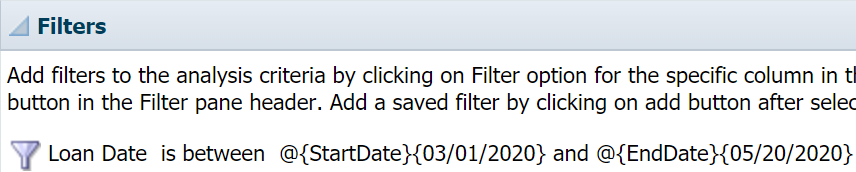 Filters
Add filters to the analysis criteria by clicking on Filter option for the specific column in
button in the Filter pane header. Add a saved filter by clicking on add button after
Loan Date is between @{StartDate}{03/01/2020} and @{EndDate}{05/20/2020}